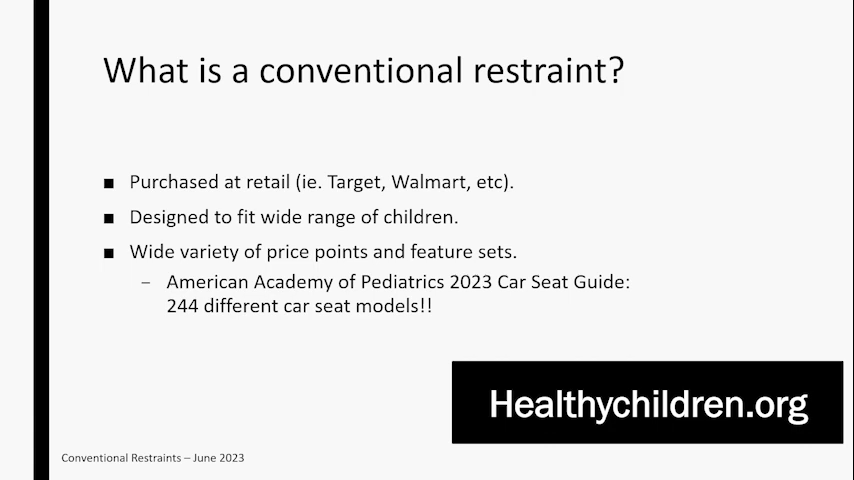 What is a conventional restraint?
■ Purchased at retail (ie. Target, Walmart, etc).
■ Designed to fit wide range of children.
■ Wide variety of price points and feature sets.
– American Academy of Pediatrics 2023 Car Seat Guide:
244 different car seat models!!
Healthychildren.org
Conventional Restraints – June 2023